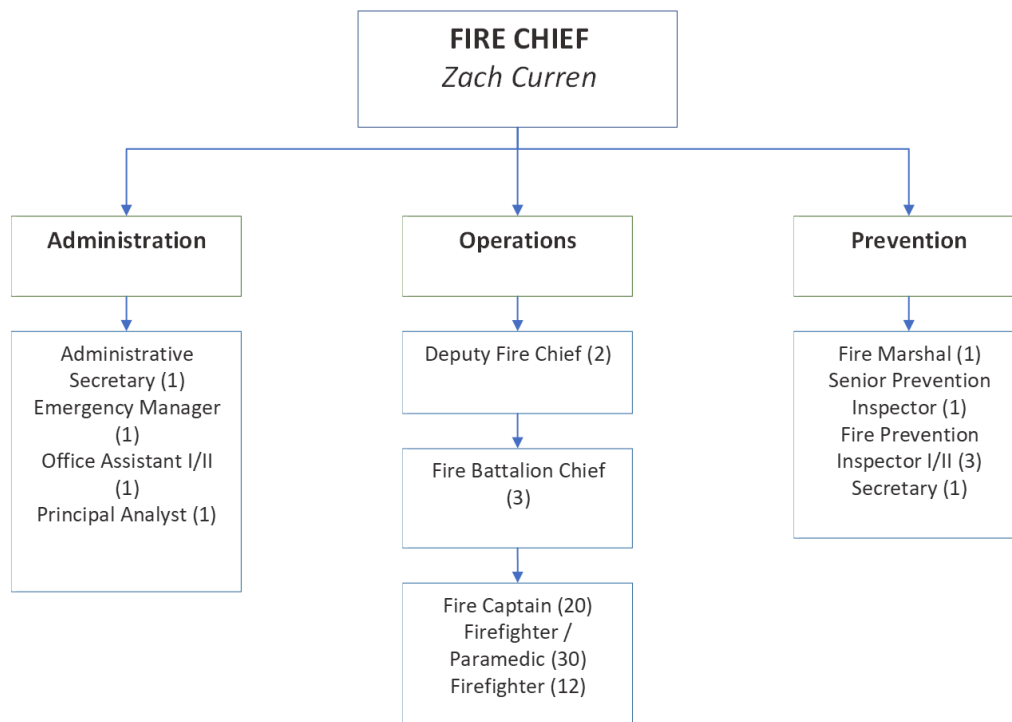 FIRE CHIEF
Zach Curren
Administration
Operations
Prevention
Administrative
Secretary (1)
Emergency Manager
(1)
Office Assistant I/II
(1)
Principal Analyst (1)
Deputy Fire Chief (2)
Fire Battalion Chief
(3)
Fire Captain (20)
Firefighter /
Paramedic (30)
Firefighter (12)
Fire Marshal (1)
Senior Prevention
Inspector (1)
Fire Prevention
Inspector I/II (3)
Secretary (1)